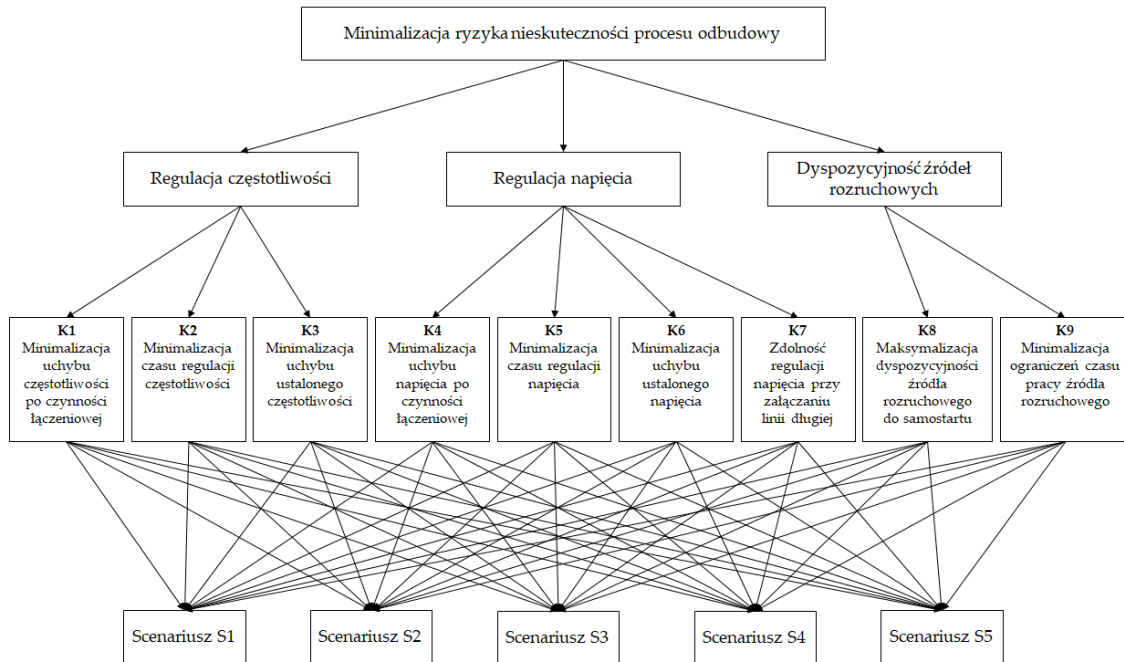 Minimalizacja ryzyka nieskuteczności procesu odbudowy
Regulacja częstotliwości
Regulacja napięcia
Dyspozycyjność źródeł
rozruchowych
K1
Minimalizacja
uchybu
częstotliwości
po czynności
łączeniowej
K2
Minimalizacja
czasu regulacji
częstotliwości
K3
Minimalizacja
uchybu
ustalonego
częstotliwości
K4
Minimalizacja
uchybu
napięcia po
czynności
łączeniowej
K5
Minimalizacja
czasu regulacji
napięcia
K6
Minimalizacja
uchybu
ustalonego
napięcia
K7
Zdolność
regulacji
napięcia przy
załączaniu
linii długiej
K8
Maksymalizacja
dyspozycyjności
źródła
rozruchowego
do samostartu
K9
Minimalizacja
ograniczeń czasu
pracy źródła
rozruchowego
Scenariusz S1
Scenariusz S2
Scenariusz S3
Scenariusz S4
Scenariusz S5